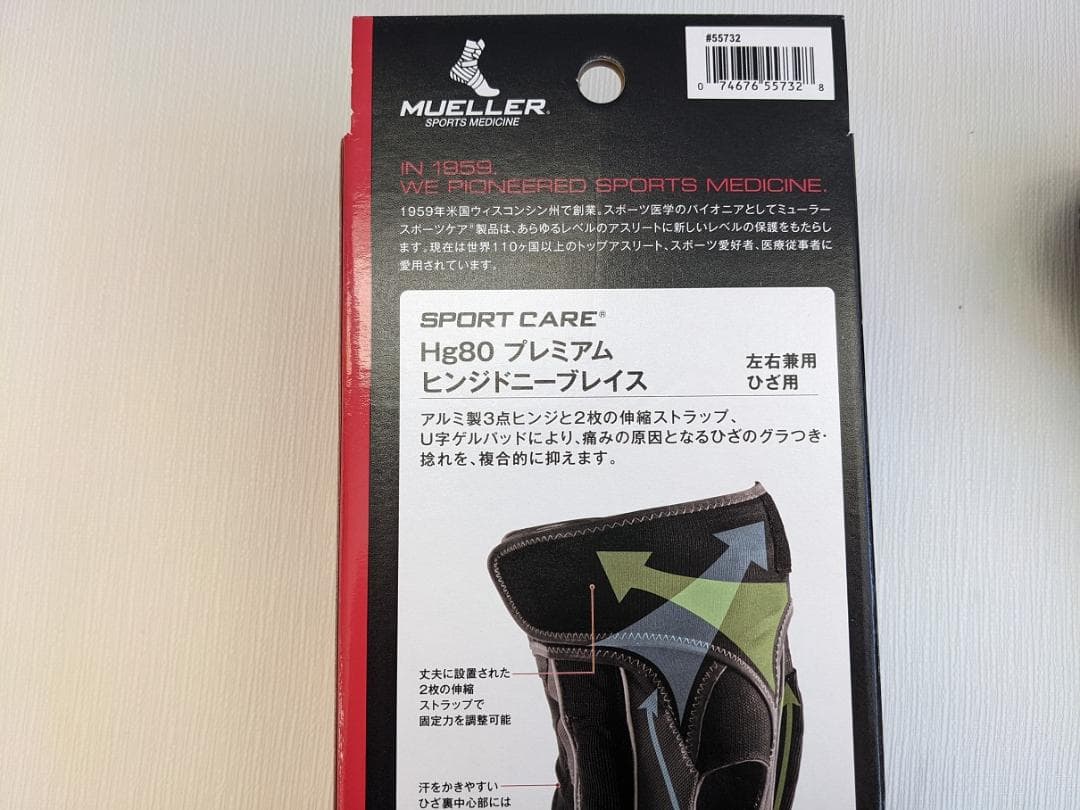 #55732
0 74676 55732 8
MUELLER®
SPORTS MEDICINE
IN 1959,
WE PIONEERED SPORTS MEDICINE.
1959年米国ウィスコンシン州で創業。スポーツ医学のパイオニアとしてミューラー
スポーツケア®製品は、あらゆるレベルのアスリートに新しいレベルの保護をもたらし
ます。現在は世界110ヶ国以上のトップアスリート、スポーツ愛好者、医療従事者に
愛用されています。
SPORT CARE®
Hg80 プレミアム
ヒンジドニーブレイス
左右兼用
ひざ用
アルミ製3点ヒンジと2枚の伸縮ストラップ、
U字ゲルパッドにより、痛みの原因となるひざのグラつき・
捻れを、複合的に抑えます。
丈夫に設置された
2枚の伸縮
ストラップで
固定力を調整可能
汗をかきやすい
ひざ裏中心部には